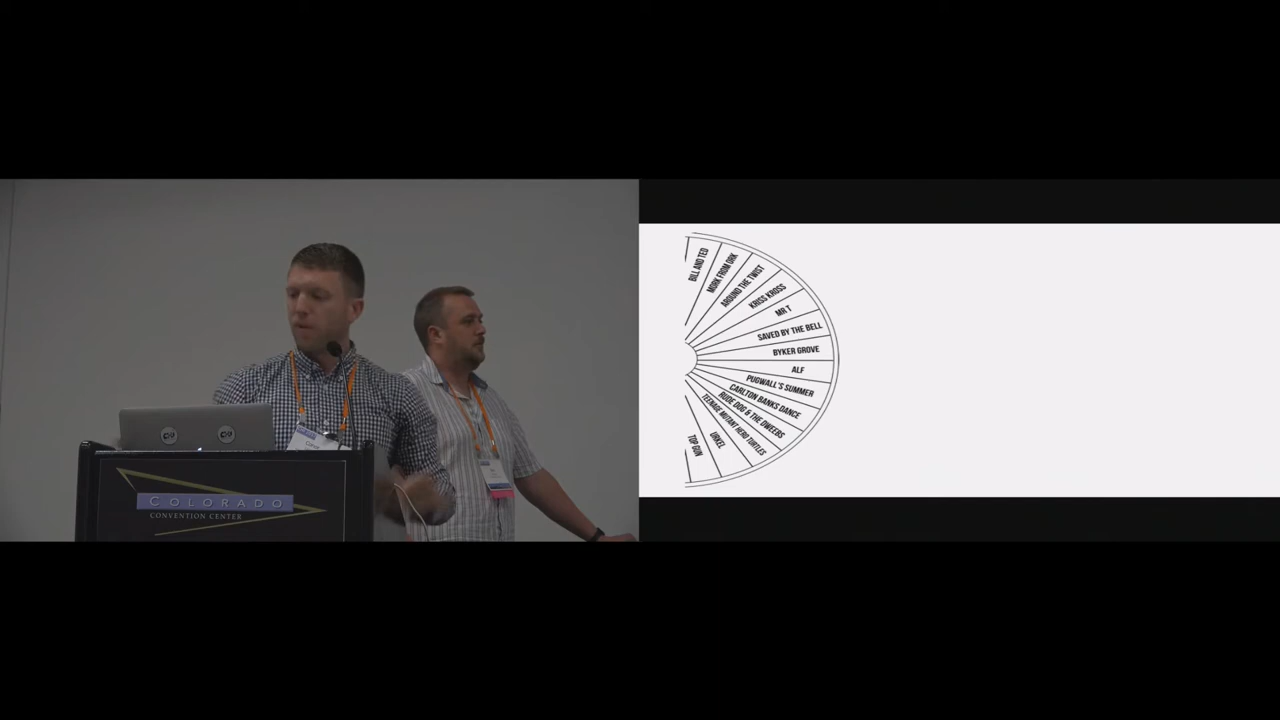 COLORADO
CONVENTION CENTER
BILL AND TED
MORK FROM ORK
AROUND THE TWIST
KRISS KROSS
MR T
SAVED BY THE BELL
BYKER GROVE
ALF
PUGWALL'S SUMMER
CARLTON BANKS DANCE
RUDE DOG & THE DWEEBS
TEENAGE MUTANT HERO TURTLES
URKEL
TOP GUN